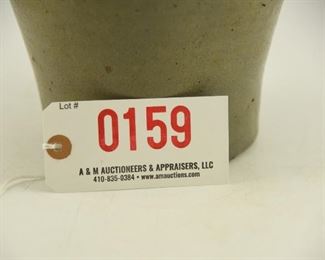 Lot #
0159
A & M AUCTIONEERS & APPRAISERS, LLC
410-835-0384 • www.amauctions.com